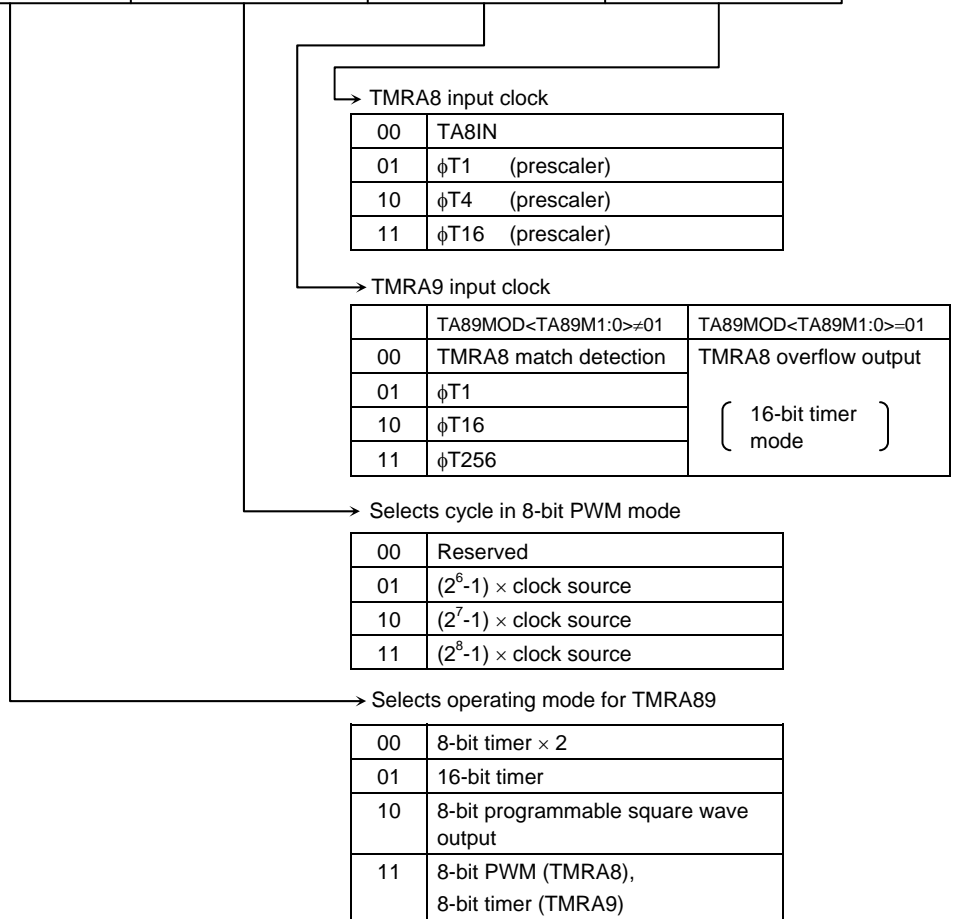 TMRA8 input clock
00 TA8IN
01 ϕT1 (prescaler)
10 ϕT4 (prescaler)
11 ϕT16 (prescaler)
TMRA9 input clock
TA89MOD<TA89M1:0>≠01 TA89MOD<TA89M1:0>=01
00 TMRA8 match detection TMRA8 overflow output
01 ϕT1
16-bit timer
10 ϕT16
mode
11 ϕT256
Selects cycle in 8-bit PWM mode
00 Reserved
01 (2⁶-1) × clock source
10 (2⁷-1) × clock source
11 (2⁸-1) × clock source
Selects operating mode for TMRA89
00 8-bit timer × 2
01 16-bit timer
10 8-bit programmable square wave
output
11 8-bit PWM (TMRA8),
8-bit timer (TMRA9)